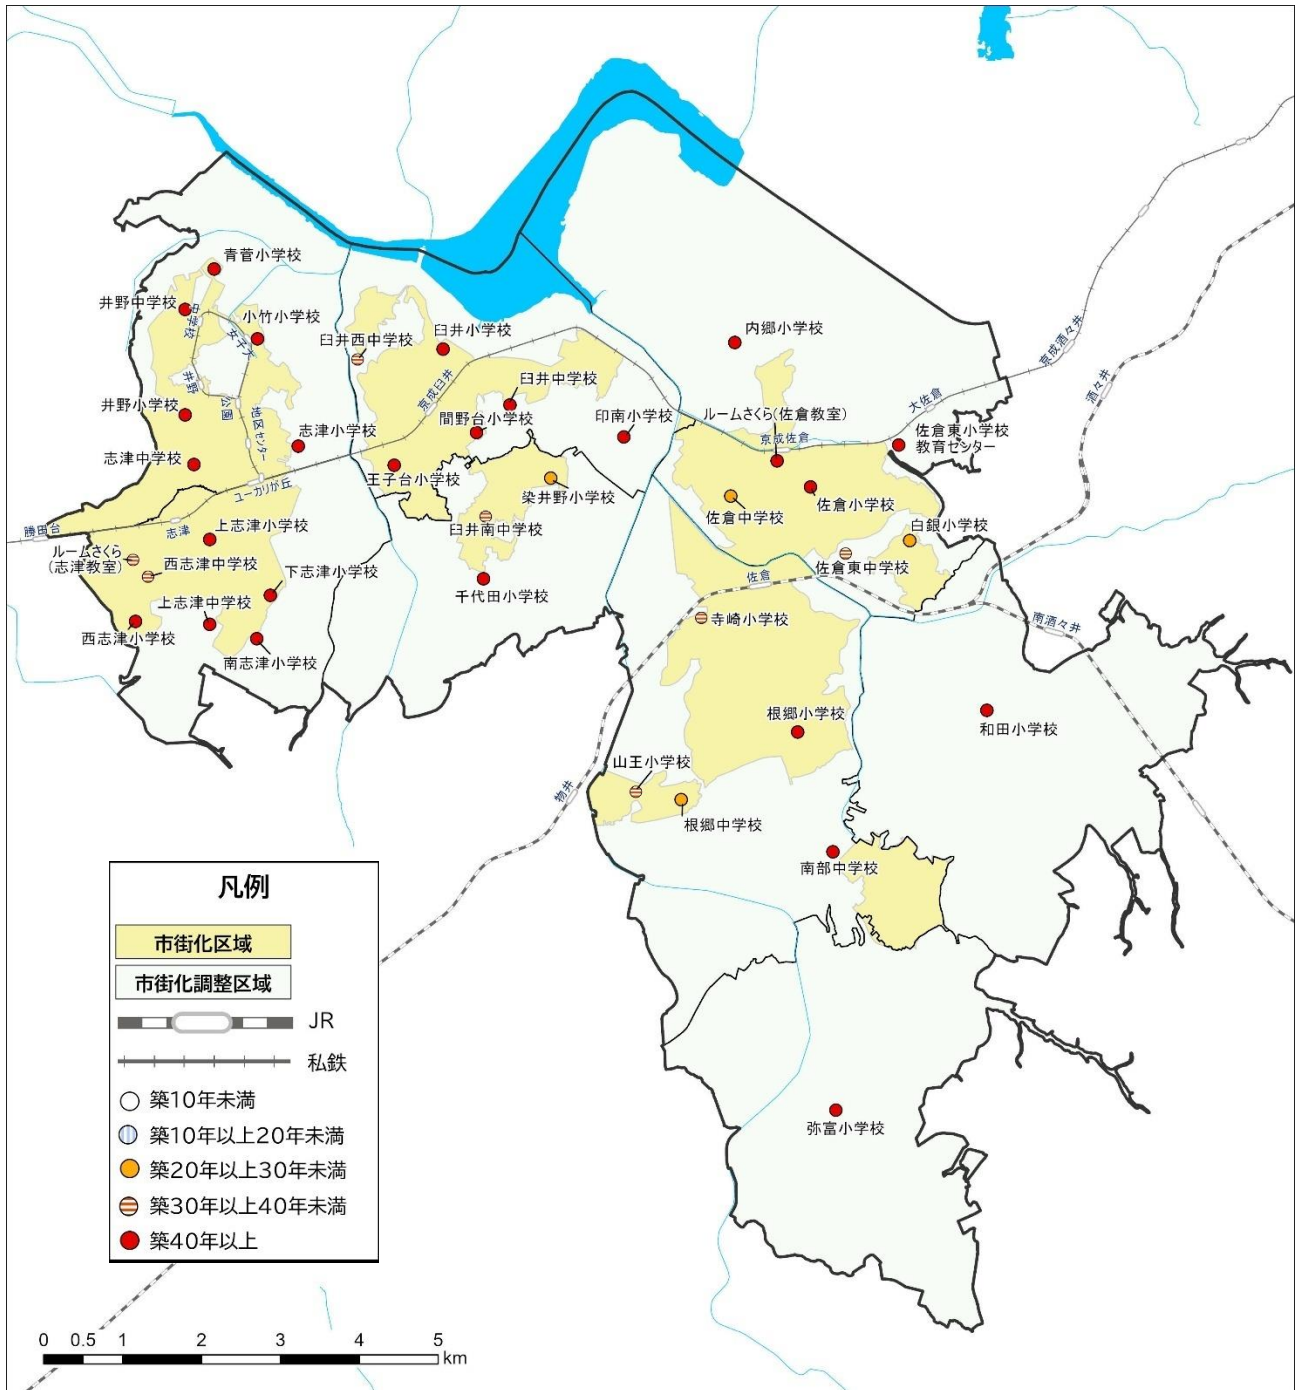 青菅小学校
井野中学校
中学校
女子大
小竹小学校
井野
公園
地区センター
井野小学校
志津小学校
志津中学校
ユーカリが丘
勝田台
志津
上志津小学校
ルームさくら
(志津教室)
西志津中学校
下志津小学校
上志津中学校
西志津小学校
南志津小学校
臼井西中学校
臼井小学校
京成臼井
臼井中学校
間野台小学校
印南小学校
王子台小学校
染井野小学校
臼井南中学校
千代田小学校
内郷小学校
ルームさくら(佐倉教室)
京成佐倉
大佐倉
京成酒々井
酒々井
佐倉東小学校
教育センター
佐倉小学校
佐倉中学校
白銀小学校
佐倉東中学校
佐倉
南酒々井
寺崎小学校
根郷小学校
和田小学校
山王小学校
物井
根郷中学校
南部中学校
弥富小学校
凡例
市街化区域
市街化調整区域
JR
私鉄
築10年未満
築10年以上20年未満
築20年以上30年未満
築30年以上40年未満
築40年以上
0 0.5 1 2 3 4 5
km